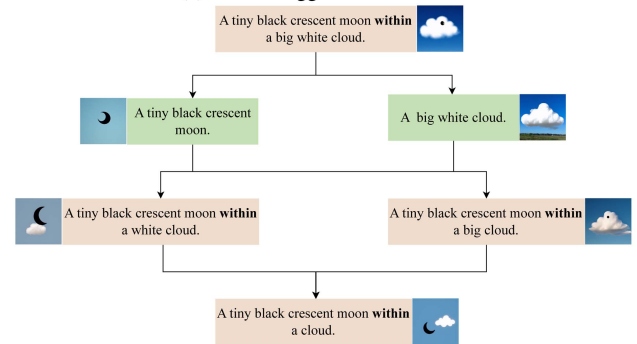 A tiny black crescent moon within
a big white cloud.
A tiny black crescent
moon.
A big white cloud.
A tiny black crescent moon within
a white cloud.
A tiny black crescent moon within
a big cloud.
A tiny black crescent moon within
a cloud.